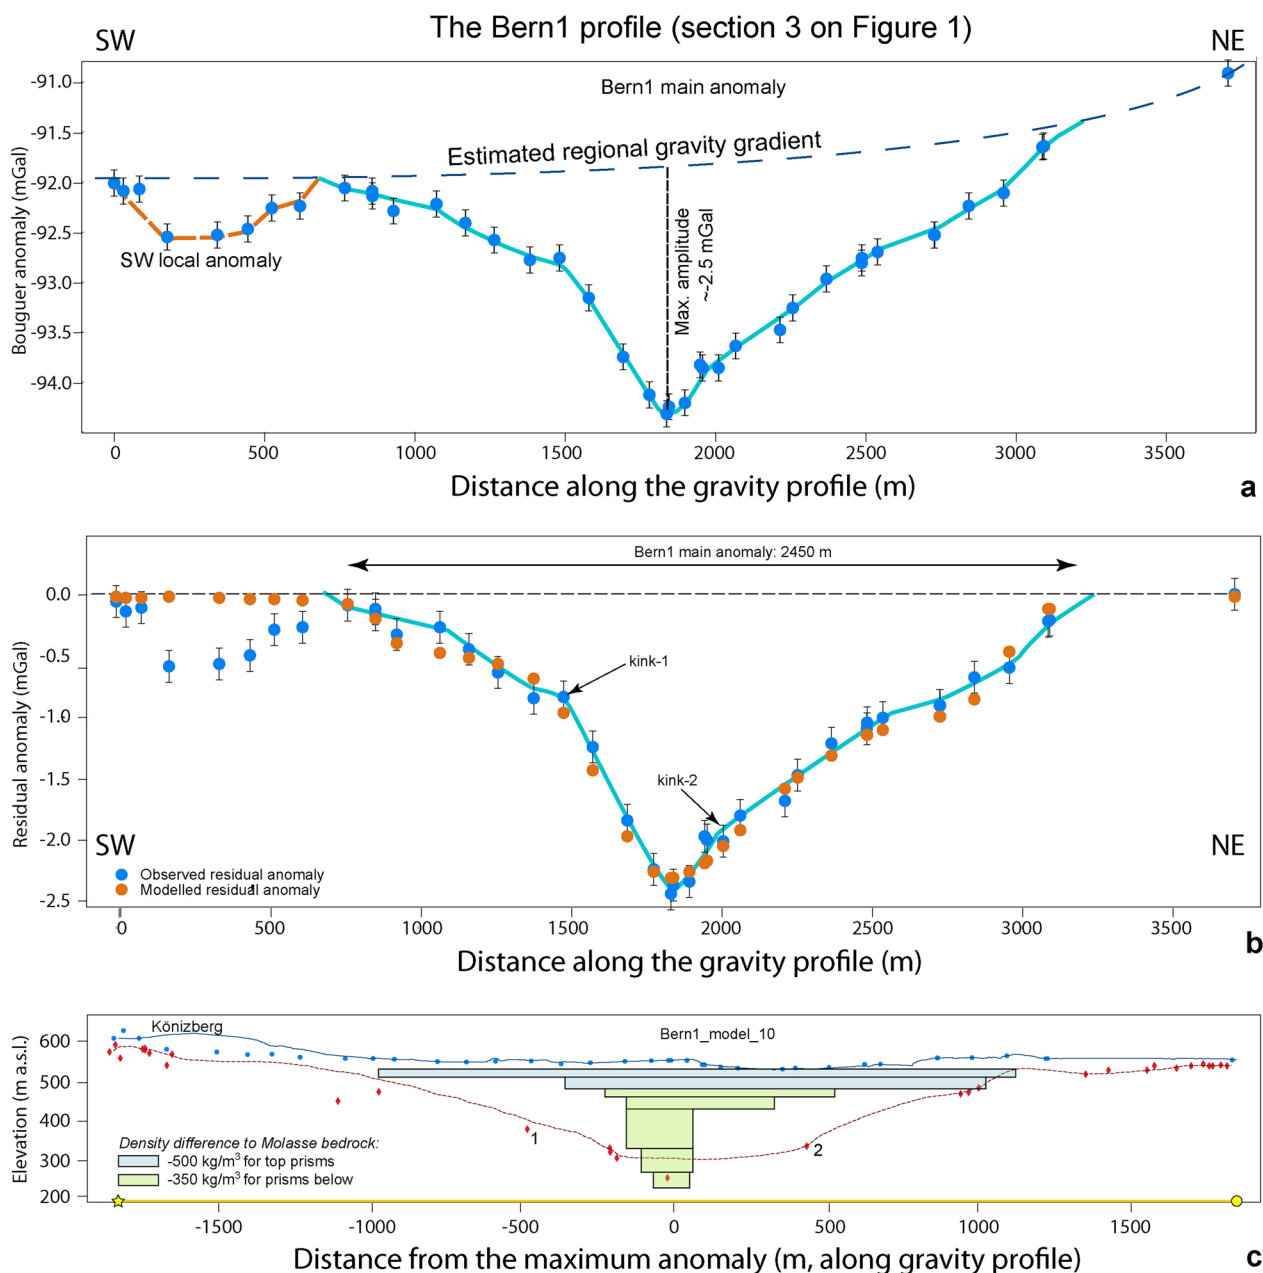 The Bern1 profile (section 3 on Figure 1)
SW
NE
Bern1 main anomaly
Estimated regional gravity gradient
Max. amplitude
~-2.5 mGal
SW local anomaly
Bouguer anomaly (mGal)
-91.0
-91.5
-92.0
-92.5
-93.0
-93.5
-94.0
0
500
1000
1500
2000
2500
3000
3500
Distance along the gravity profile (m)
a
Bern1 main anomaly: 2450 m
kink-1
kink-2
Residual anomaly (mGal)
0.0
-0.5
-1.0
-1.5
-2.0
-2.5
SW
NE
Observed residual anomaly
Modelled residual anomaly
0
500
1000
1500
2000
2500
3000
3500
Distance along the gravity profile (m)
b
Könizberg
Bern1_model_10
Elevation (m a.s.l.)
600
500
400
300
200
1
2
Density difference to Molasse bedrock:
-500 kg/m³ for top prisms
-350 kg/m³ for prisms below
-1500
-1000
-500
0
500
1000
1500
Distance from the maximum anomaly (m, along gravity profile)
c